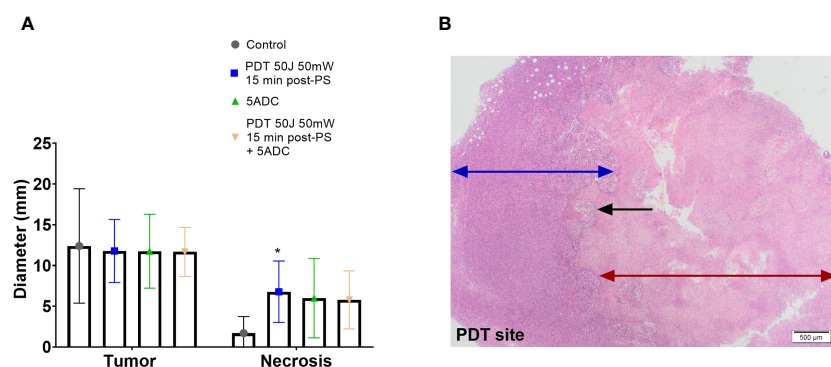 A
Control
PDT 50J 50mW
15 min post-PS
5ADC
PDT 50J 50mW
15 min post-PS
+ 5ADC
25
20
15
10
5
0
Diameter (mm)
*
Tumor
Necrosis
B
PDT site
500 µm